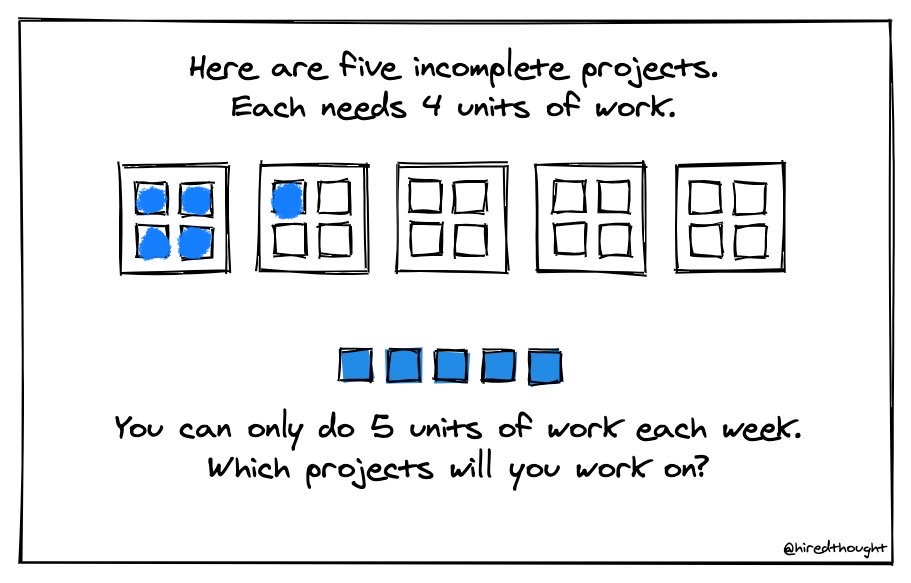 Here are five incomplete projects.
Each needs 4 units of work.
You can only do 5 units of work each week.
Which projects will you work on?
@hiredthought